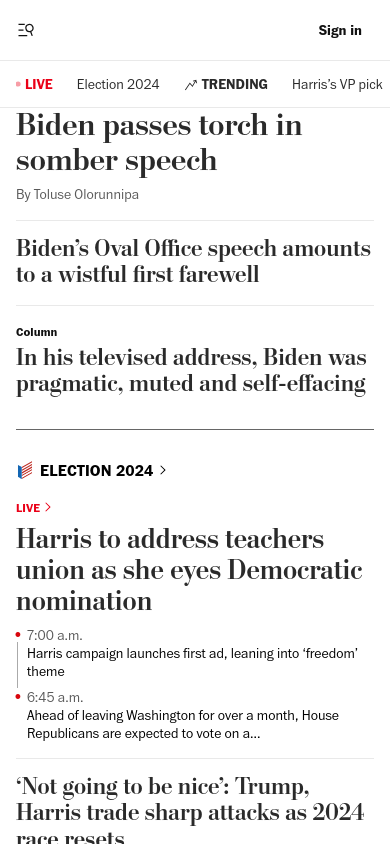 Sign in
LIVE
Election 2024
TRENDING
Harris's VP pick
Biden passes torch in
somber speech
By Toluse Olorunnipa
Biden’s Oval Office speech amounts
to a wistful first farewell
Column
In his televised address, Biden was
pragmatic, muted and self-effacing
ELECTION 2024
LIVE
Harris to address teachers
union as she eyes Democratic
nomination
7:00 a.m.
Harris campaign launches first ad, leaning into ‘freedom’
theme
6:45 a.m.
Ahead of leaving Washington for over a month, House
Republicans are expected to vote on a...
‘Not going to be nice’: Trump,
Harris trade sharp attacks as 2024
race resets